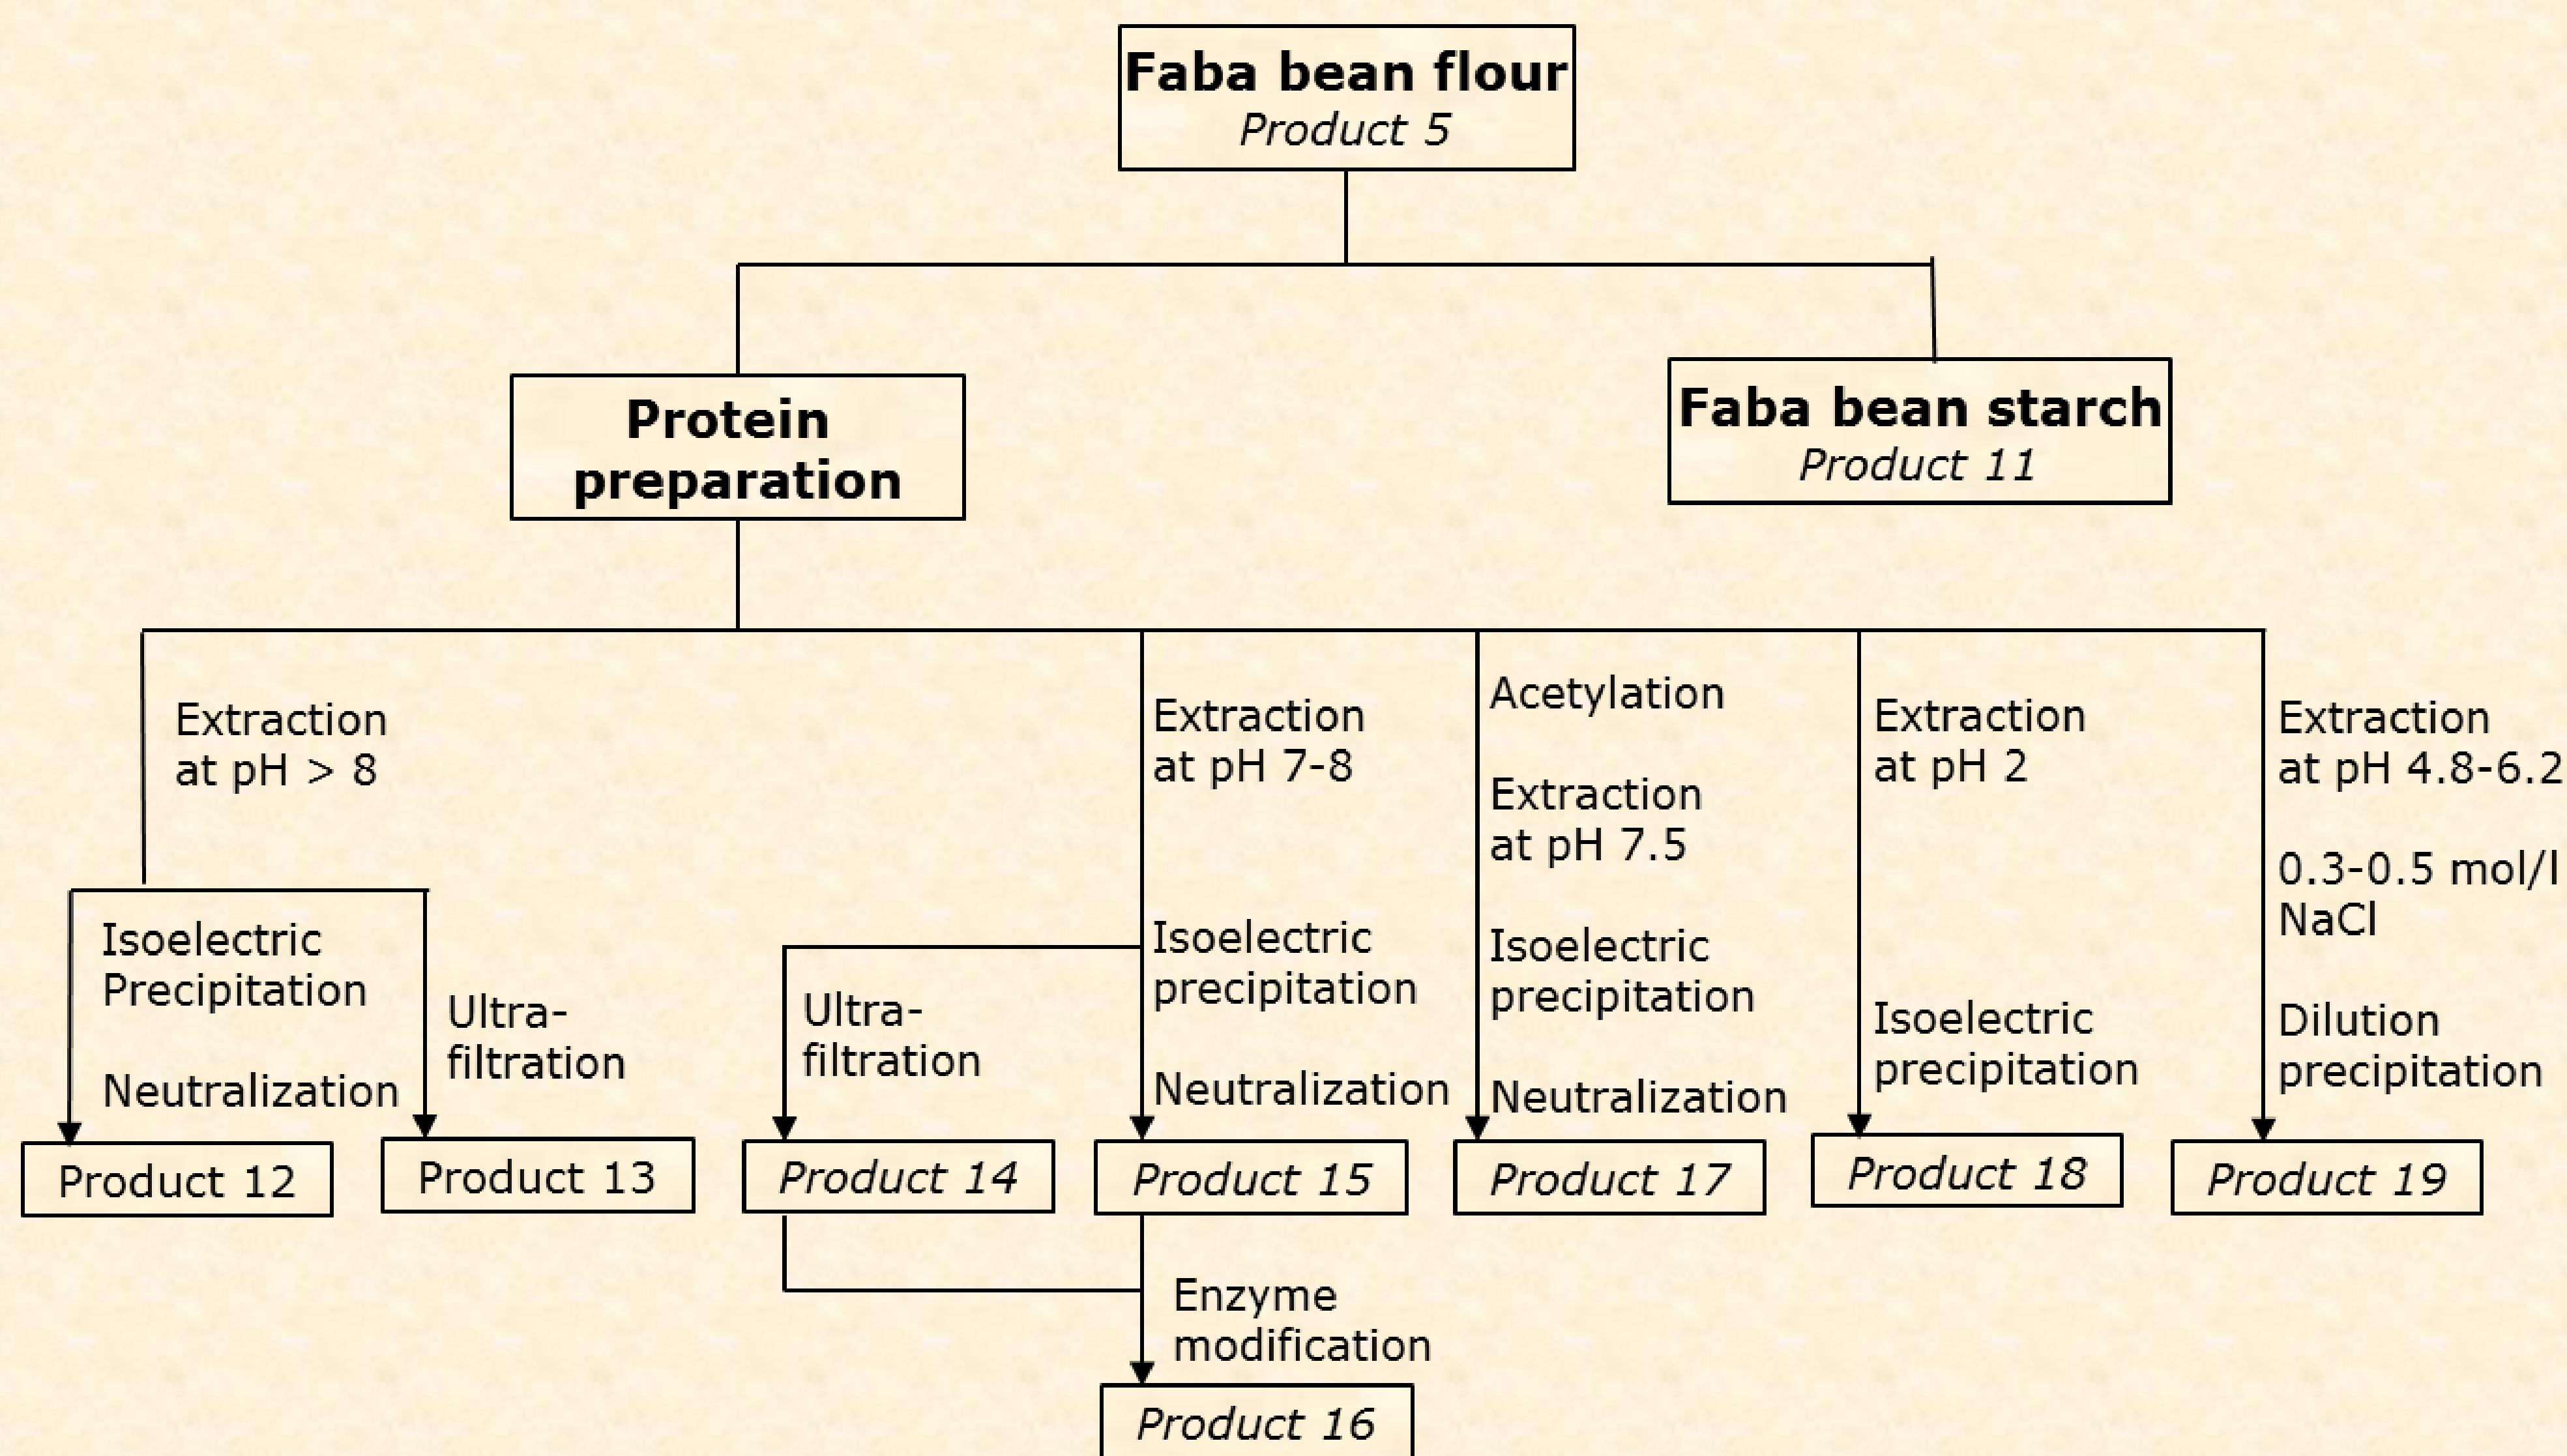 Faba bean flour
Product 5
Protein
preparation
Faba bean starch
Product 11
Extraction
at pH > 8
Isoelectric
Precipitation
Neutralization
Ultra-
filtration
Ultra-
filtration
Extraction
at pH 7-8
Isoelectric
precipitation
Neutralization
Acetylation
Extraction
at pH 7.5
Isoelectric
precipitation
Neutralization
Extraction
at pH 2
Isoelectric
precipitation
Extraction
at pH 4.8-6.2
0.3-0.5 mol/l
NaCl
Dilution
precipitation
Product 12
Product 13
Product 14
Product 15
Product 17
Product 18
Product 19
Enzyme
modification
Product 16